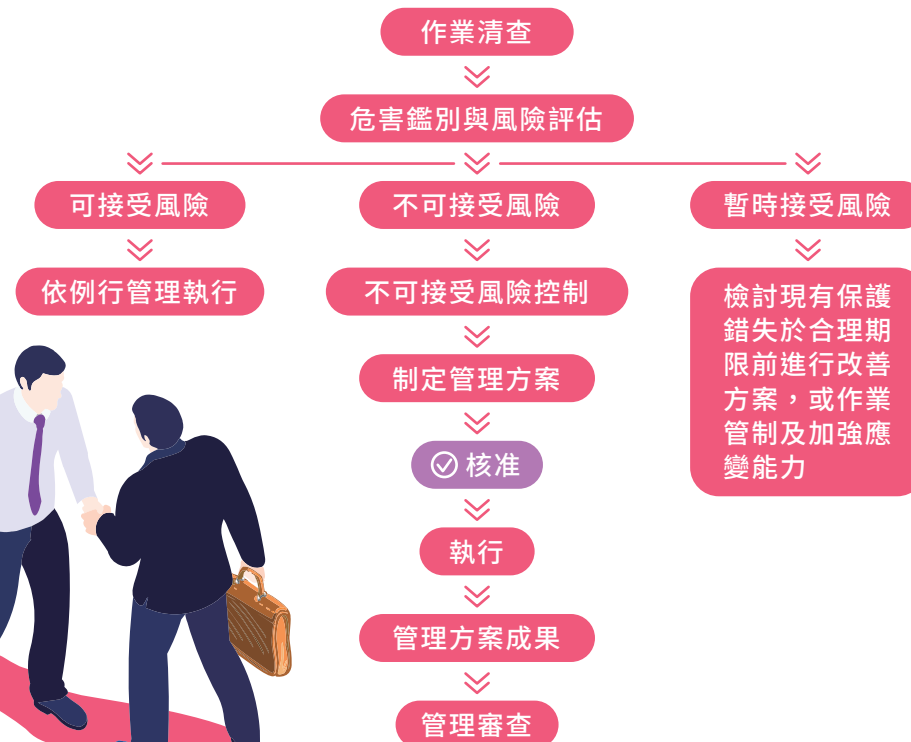 作業清查
危害鑑別與風險評估
可接受風險
不可接受風險
暫時接受風險
依例行管理執行
不可接受風險控制
檢討現有保護
錯失於合理期
限前進行改善
方案，或作業
管制及加強應
變能力
制定管理方案
核准
執行
管理方案成果
管理審查